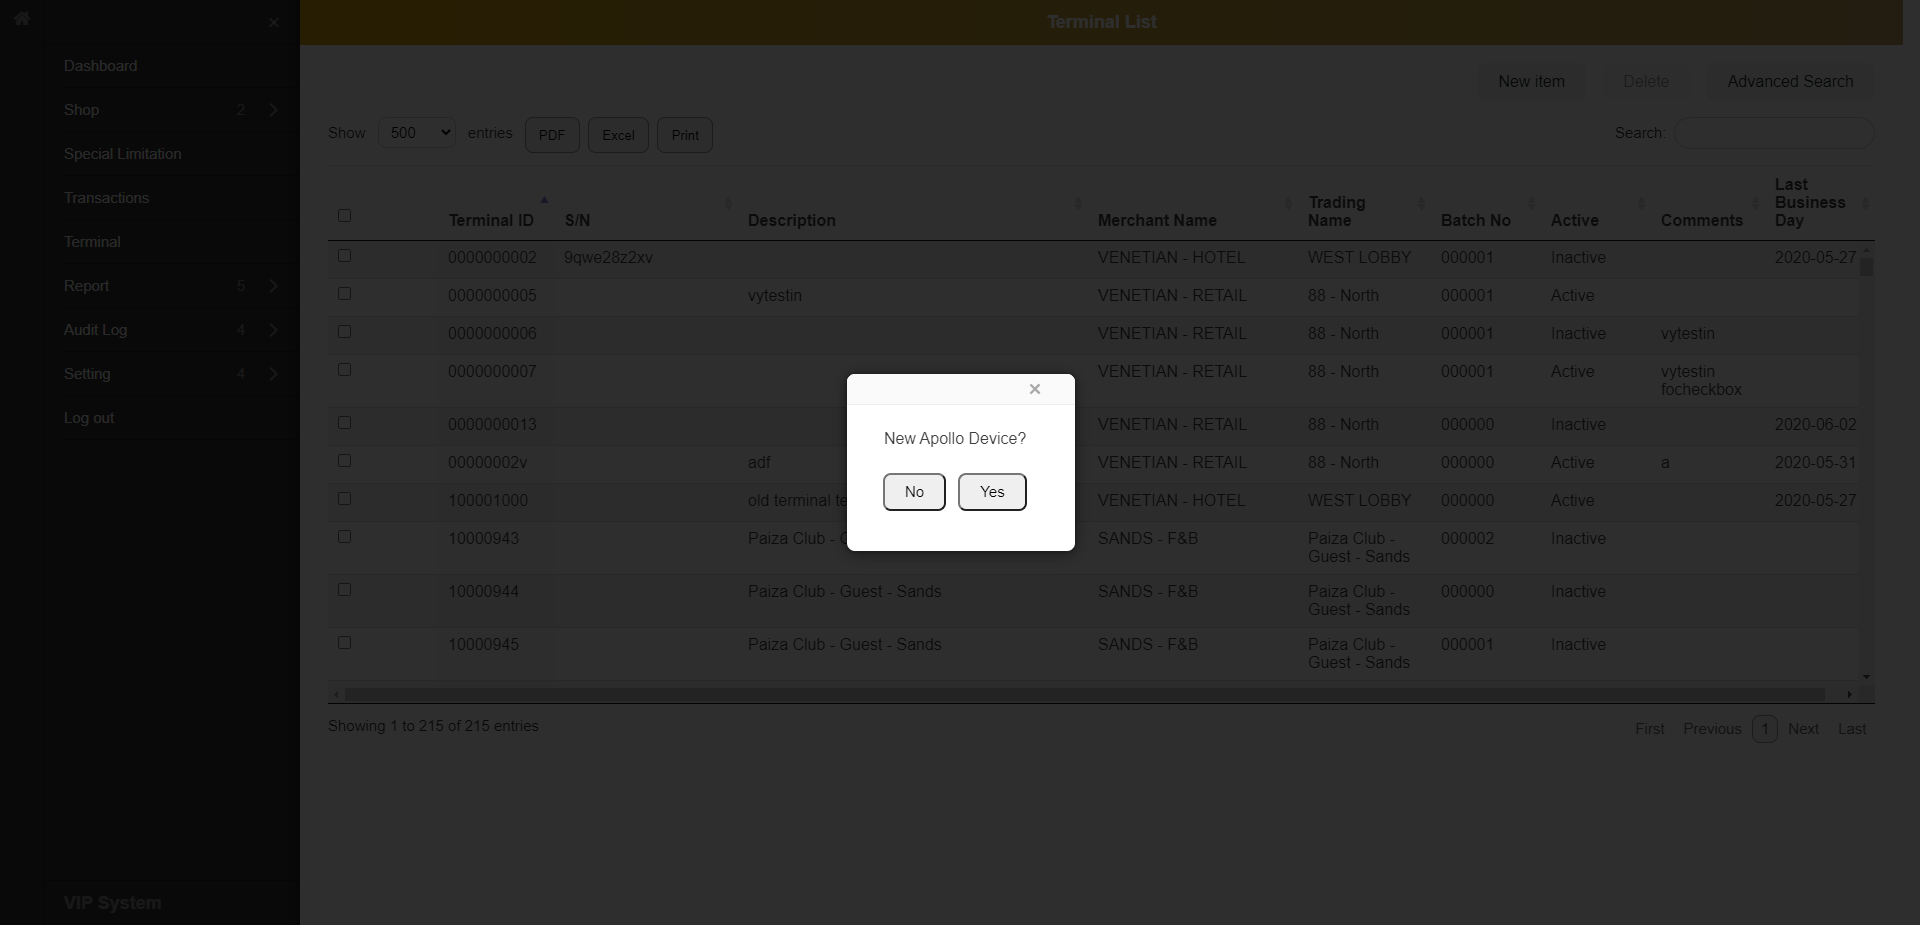 Terminal List
Dashboard
Shop 2
Special Limitation
Transactions
Terminal
Report 5
Audit Log 4
Setting 4
Log out
VIP System
New item Delete Advanced Search
Show 500 entries PDF Excel Print Search:
Terminal ID S/N Description Merchant Name Trading Name Batch No Active Comments Last Business Day
0000000002 9qwe28z2xv VENETIAN - HOTEL WEST LOBBY 000001 Inactive 2020-05-27
0000000005 vytestin VENETIAN - RETAIL 88 - North 000001 Active
0000000006 VENETIAN - RETAIL 88 - North 000001 Inactive vytestin
0000000007 VENETIAN - RETAIL 88 - North 000001 Active vytestin
focheckbox
0000000013 VENETIAN - RETAIL 88 - North 000000 Inactive 2020-06-02
00000002v adf VENETIAN - RETAIL 88 - North 000000 Active a 2020-05-31
100001000 old terminal te VENETIAN - HOTEL WEST LOBBY 000000 Active 2020-05-27
10000943 Paiza Club - SANDS - F&B Paiza Club - 000002 Inactive
Guest - Sands
10000944 Paiza Club - Guest - Sands SANDS - F&B Paiza Club - 000000 Inactive
Guest - Sands
10000945 Paiza Club - Guest - Sands SANDS - F&B Paiza Club - 000001 Inactive
Guest - Sands
Showing 1 to 215 of 215 entries First Previous 1 Next Last
×
New Apollo Device?
No Yes